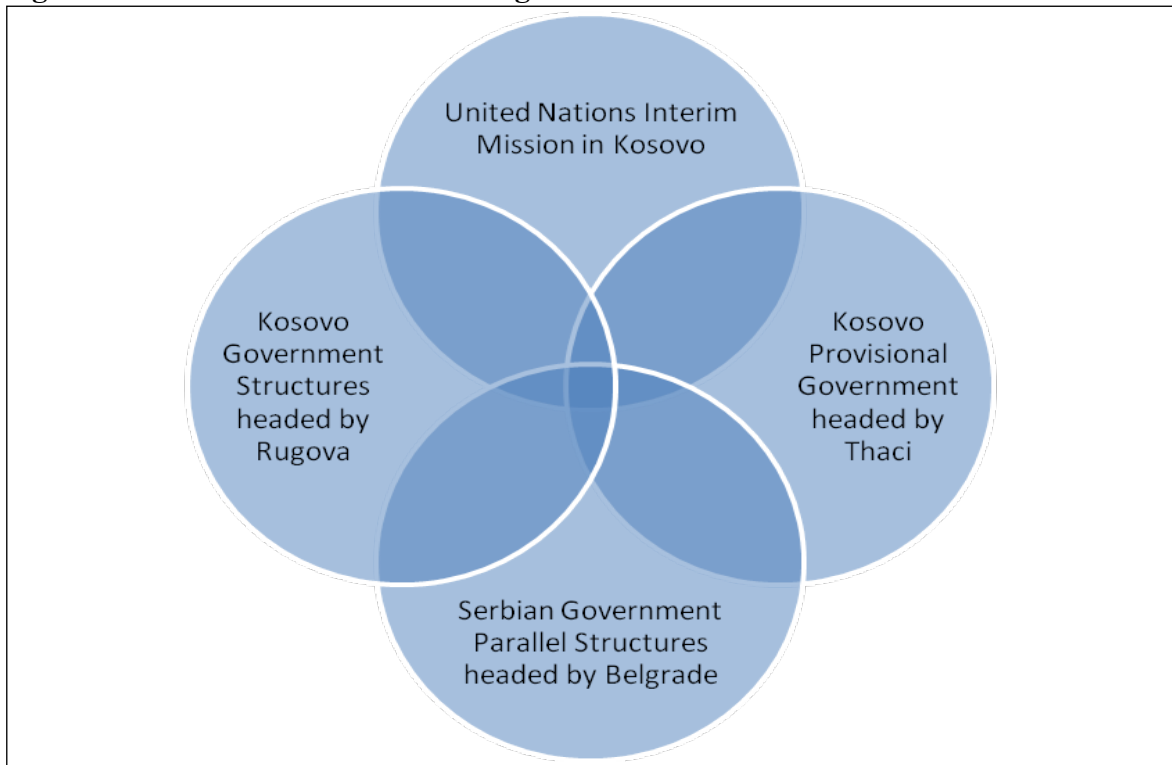 United Nations Interim
Mission in Kosovo
Kosovo
Government
Structures
headed by
Rugova
Kosovo
Provisional
Government
headed by
Thaci
Serbian Government
Parallel Structures
headed by Belgrade